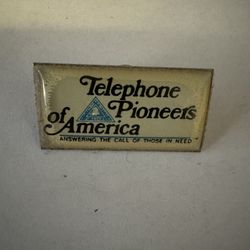 Telephone
Pioneers
of America
ANSWERING THE CALL OF THOSE IN NEED